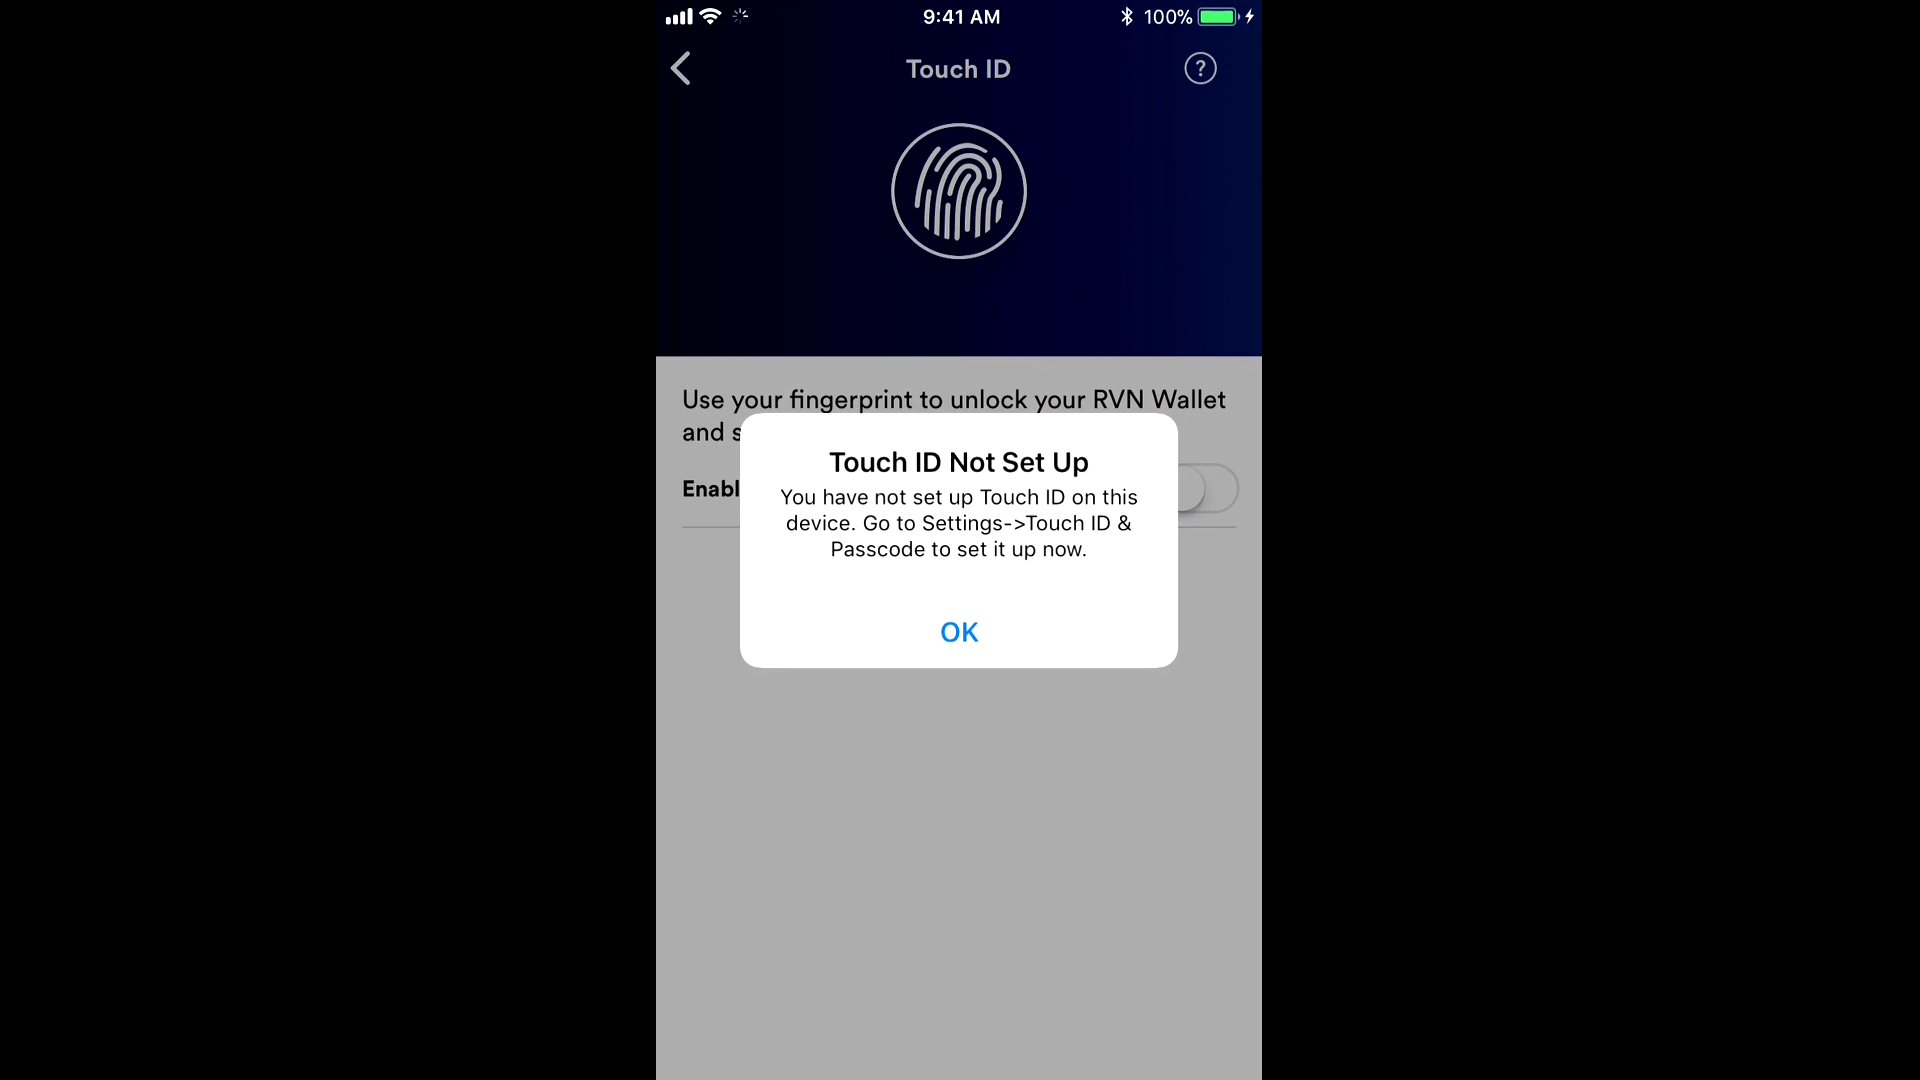 9:41 AM
100%
Touch ID
?
Use your fingerprint to unlock your RVN Wallet
and
Touch ID Not Set Up
Enabl
You have not set up Touch ID on this
device. Go to Settings->Touch ID &
Passcode to set it up now.
OK